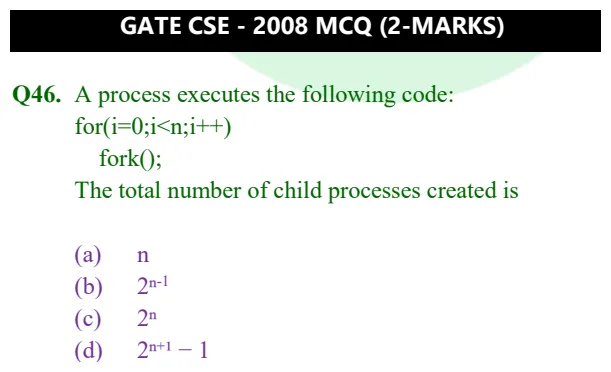 GATE CSE - 2008 MCQ (2-MARKS)
Q46. A process executes the following code:
for(i=0;i<n;i++)
fork();
The total number of child processes created is
(a) n
(b) 2ⁿ⁻¹
(c) 2ⁿ
(d) 2ⁿ⁺¹ − 1